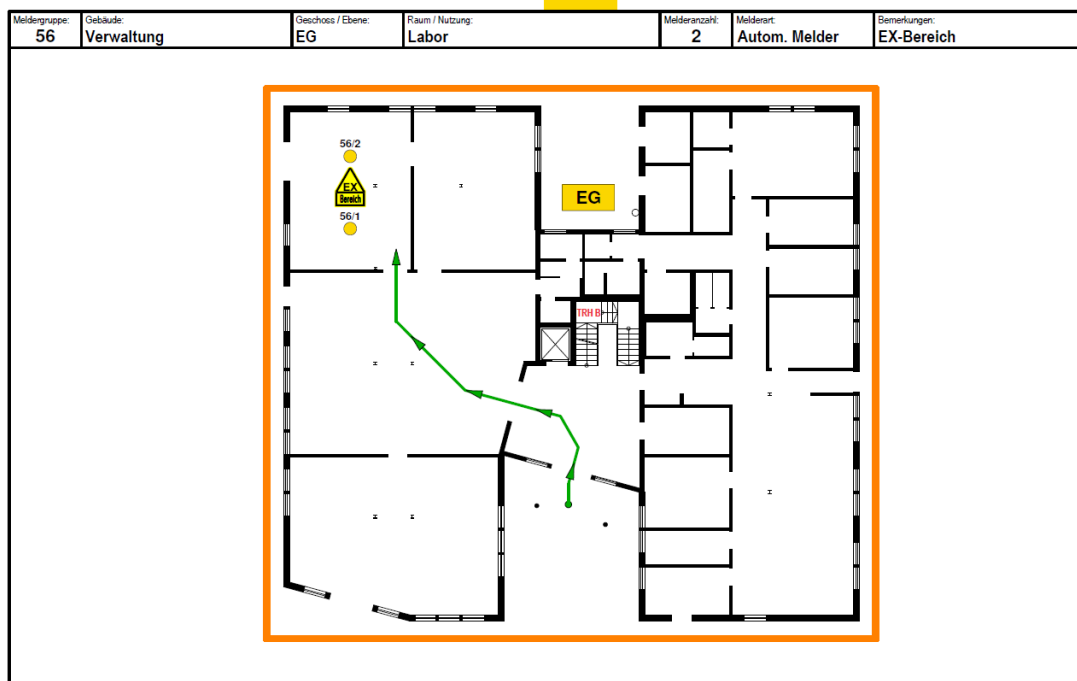 Meldergruppe: Gebäude: Geschoss / Ebene: Raum / Nutzung: Melderanzahl: Melderart: Bemerkungen:
56 Verwaltung EG Labor 2 Autom. Melder EX-Bereich
56/2
EX
Bereich
EG
56/1
TRH B